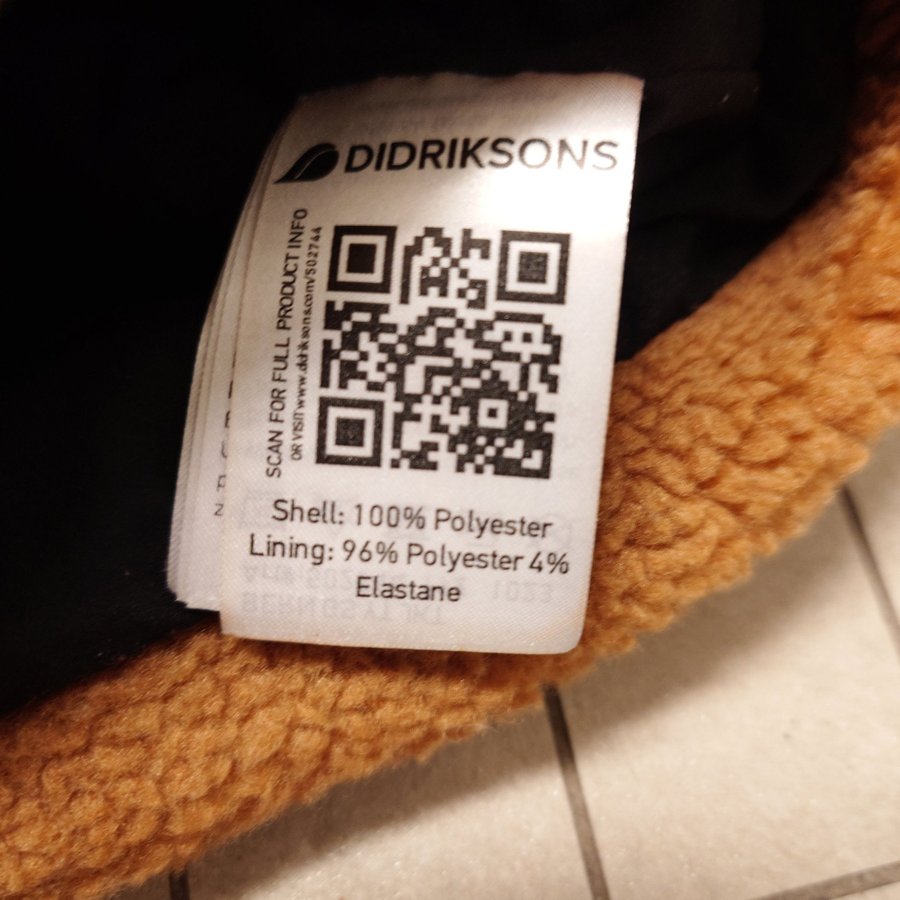 DIDRIKSONS
SCAN FOR FULL PRODUCT INFO
OR VISIT www.didriksons.com/502744
Shell: 100% Polyester
Lining: 96% Polyester 4%
Elastane